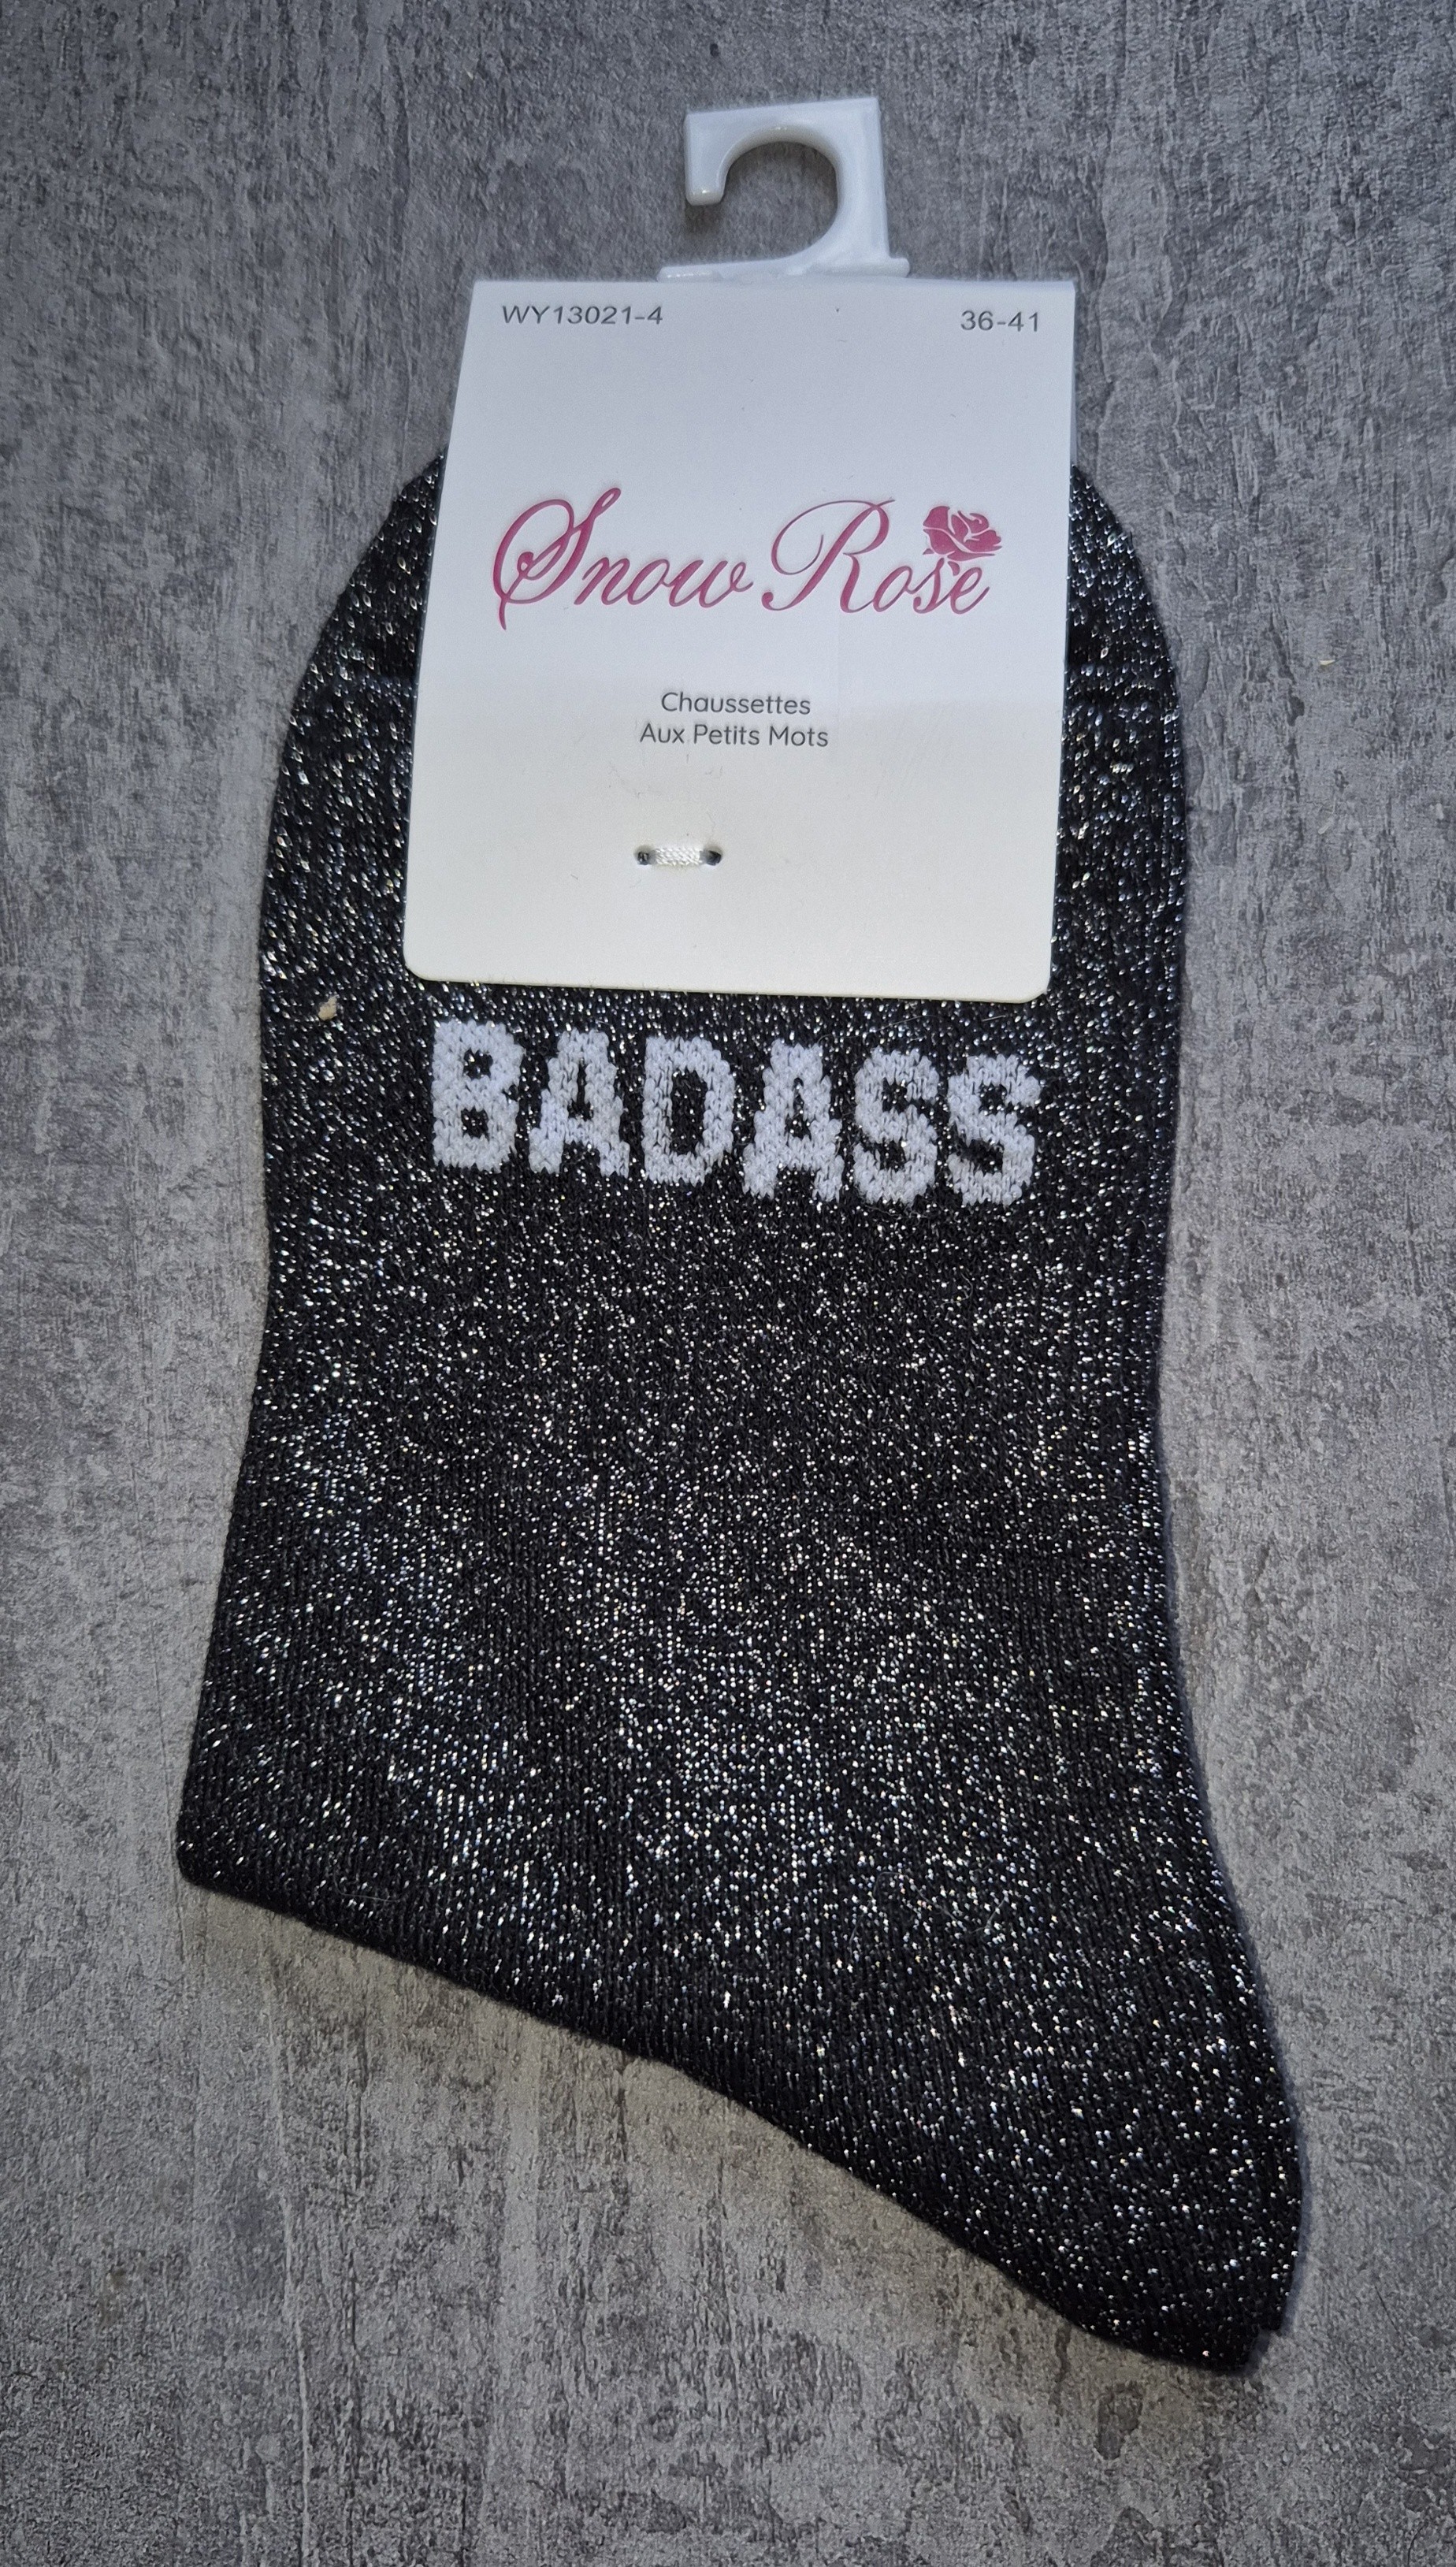 WY13021-4 36-41
Snow Rose
Chaussettes
Aux Petits Mots
BADASS